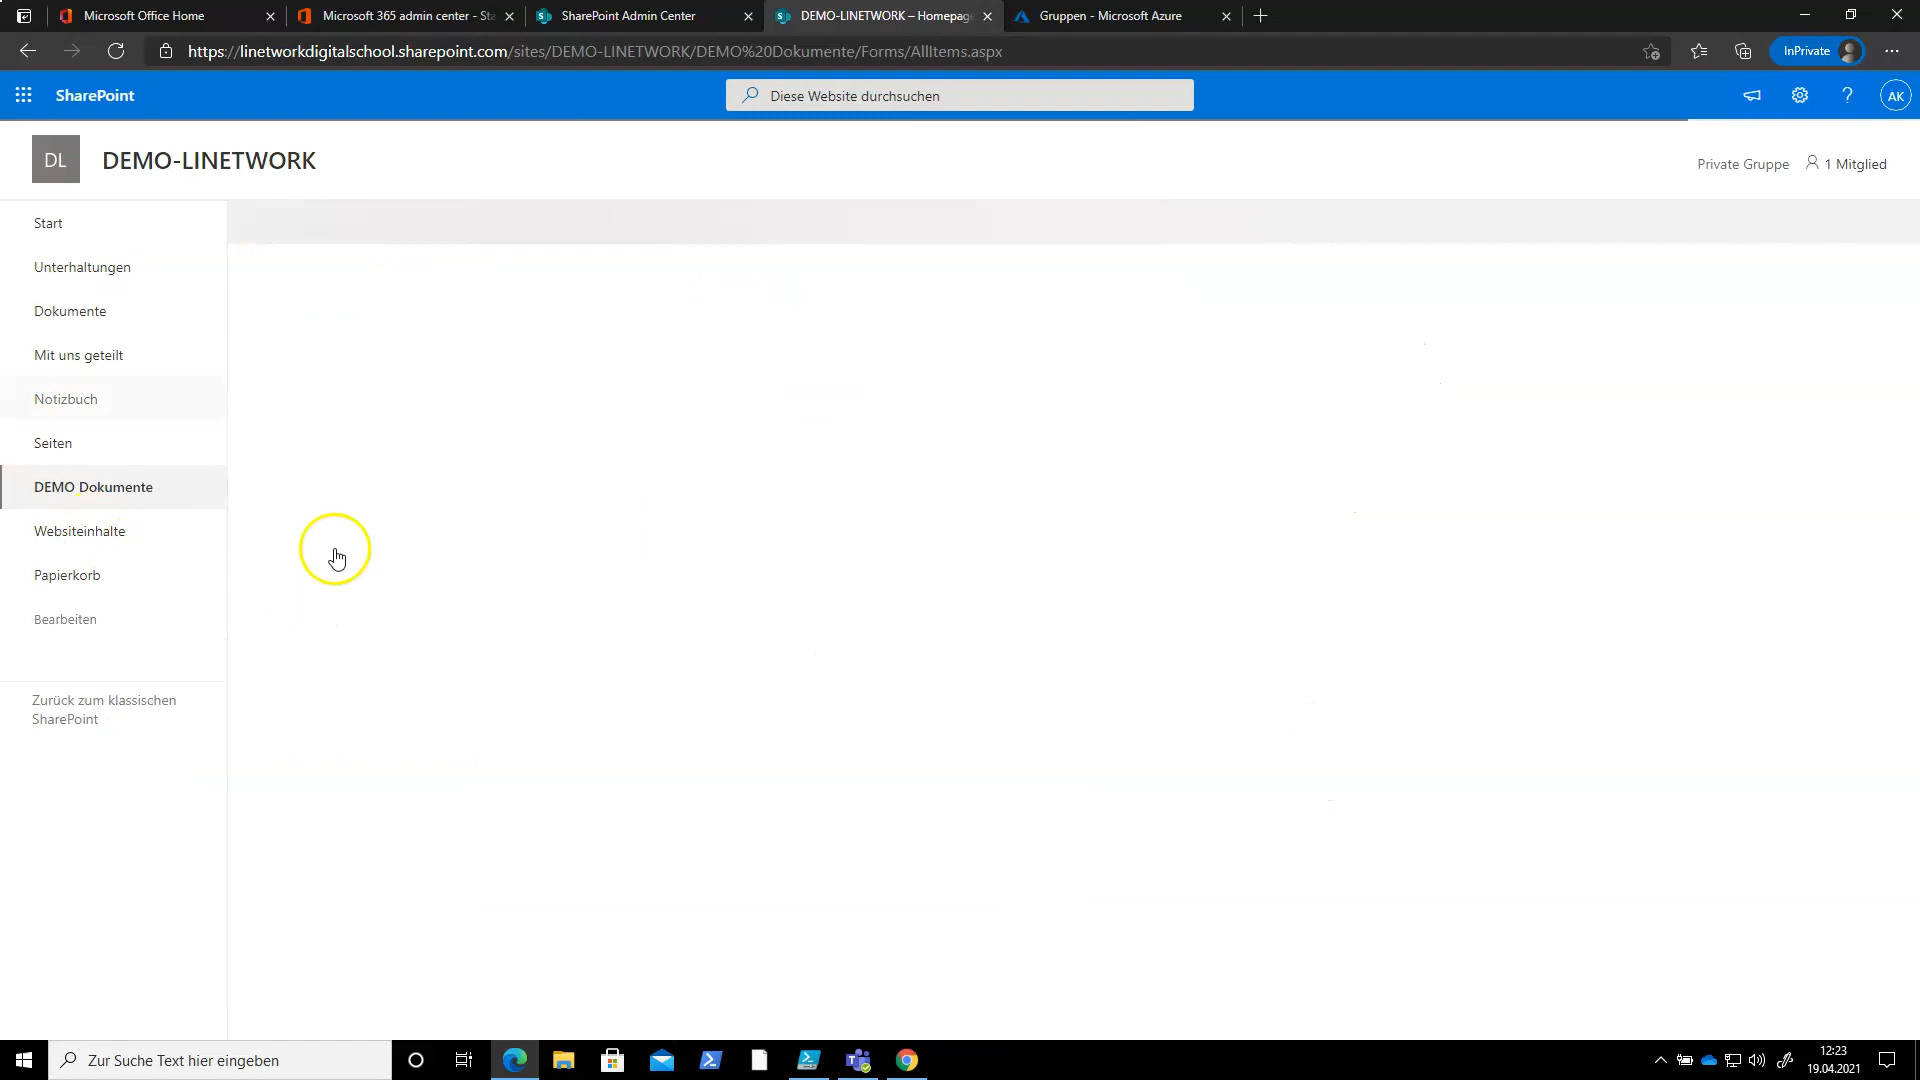 Microsoft Office Home
Microsoft 365 admin center - Sta
SharePoint Admin Center
DEMO-LINETWORK – Homepag
Gruppen - Microsoft Azure
https://linetworkdigitalschool.sharepoint.com/sites/DEMO-LINETWORK/DEMO%20Dokumente/Forms/AllItems.aspx
InPrivate
SharePoint
Diese Website durchsuchen
AK
DL
DEMO-LINETWORK
Private Gruppe
1 Mitglied
Start
Unterhaltungen
Dokumente
Mit uns geteilt
Notizbuch
Seiten
DEMO Dokumente
Websiteinhalte
Papierkorb
Bearbeiten
Zurück zum klassischen
SharePoint
Zur Suche Text hier eingeben
12:23
19.04.2021